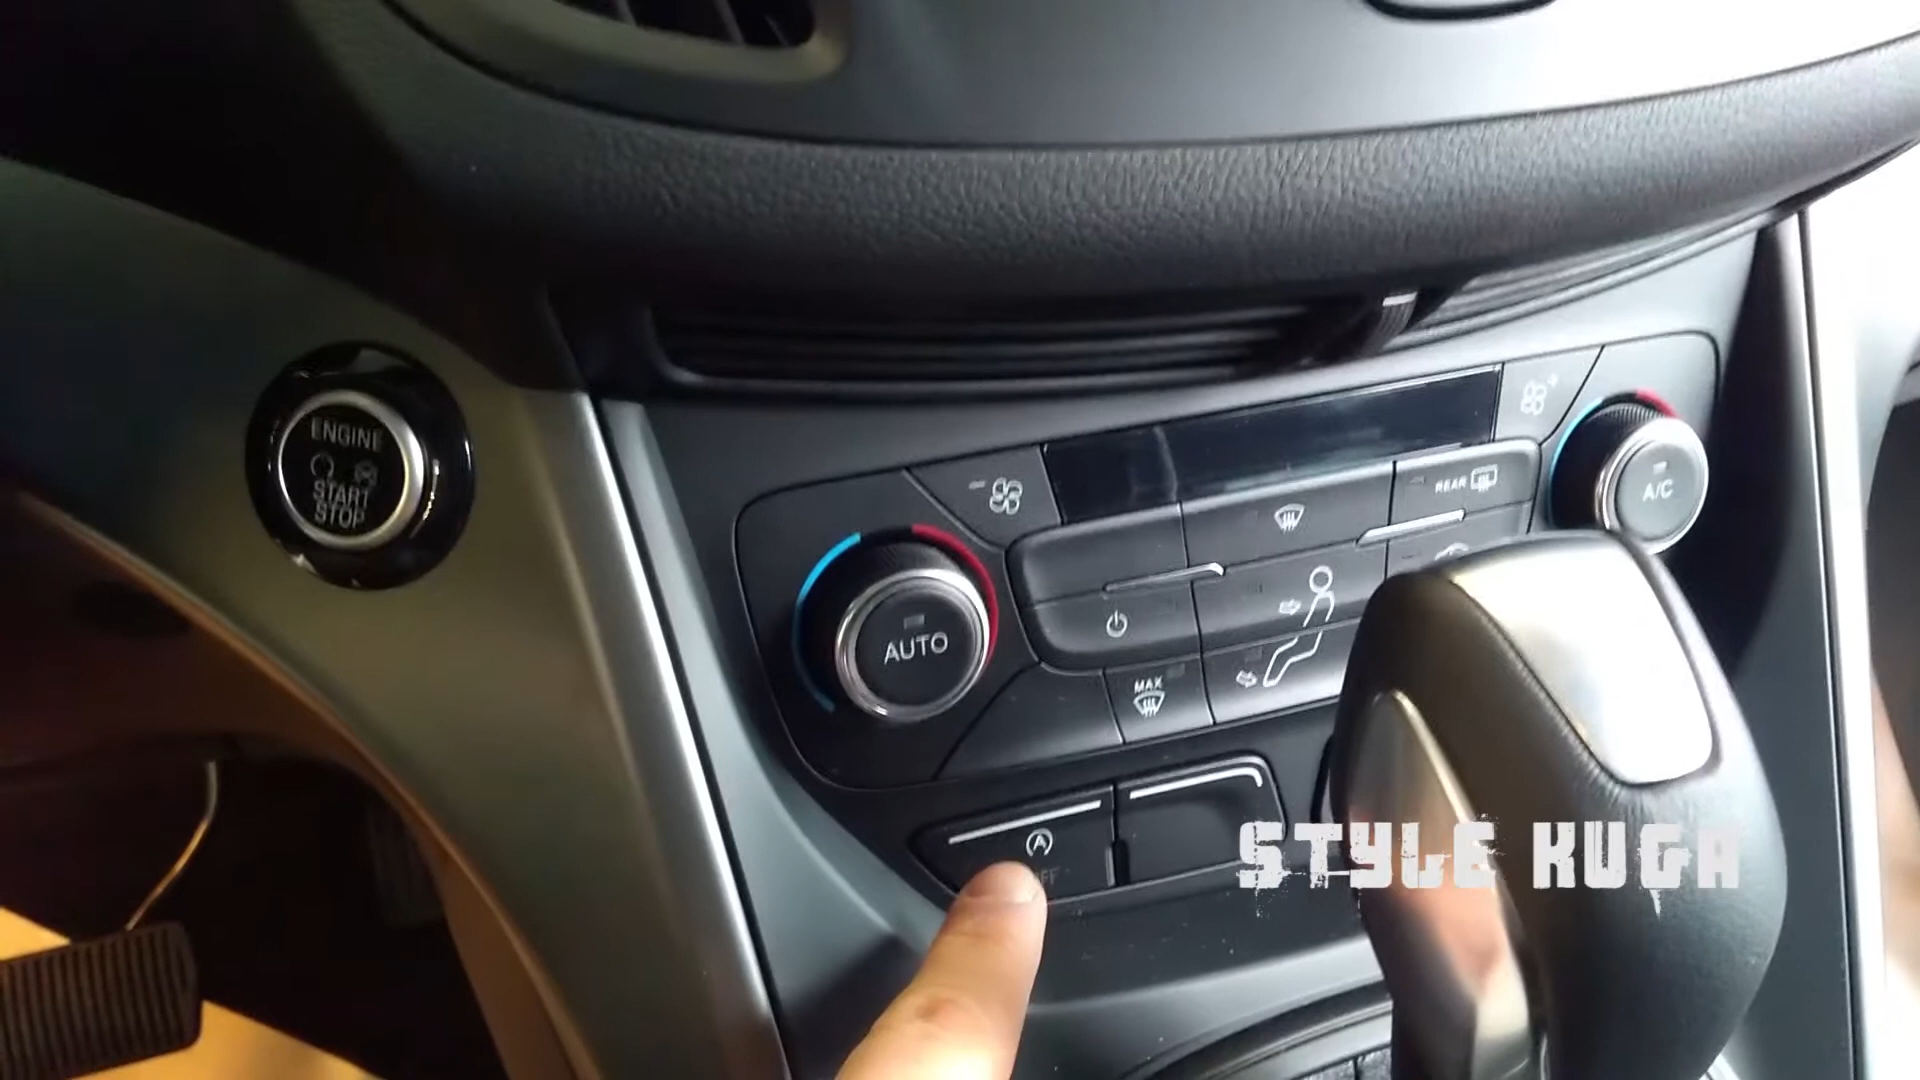 ENGINE
START
STOP
REAR
A/C
AUTO
MAX
A
STYLE KUGA